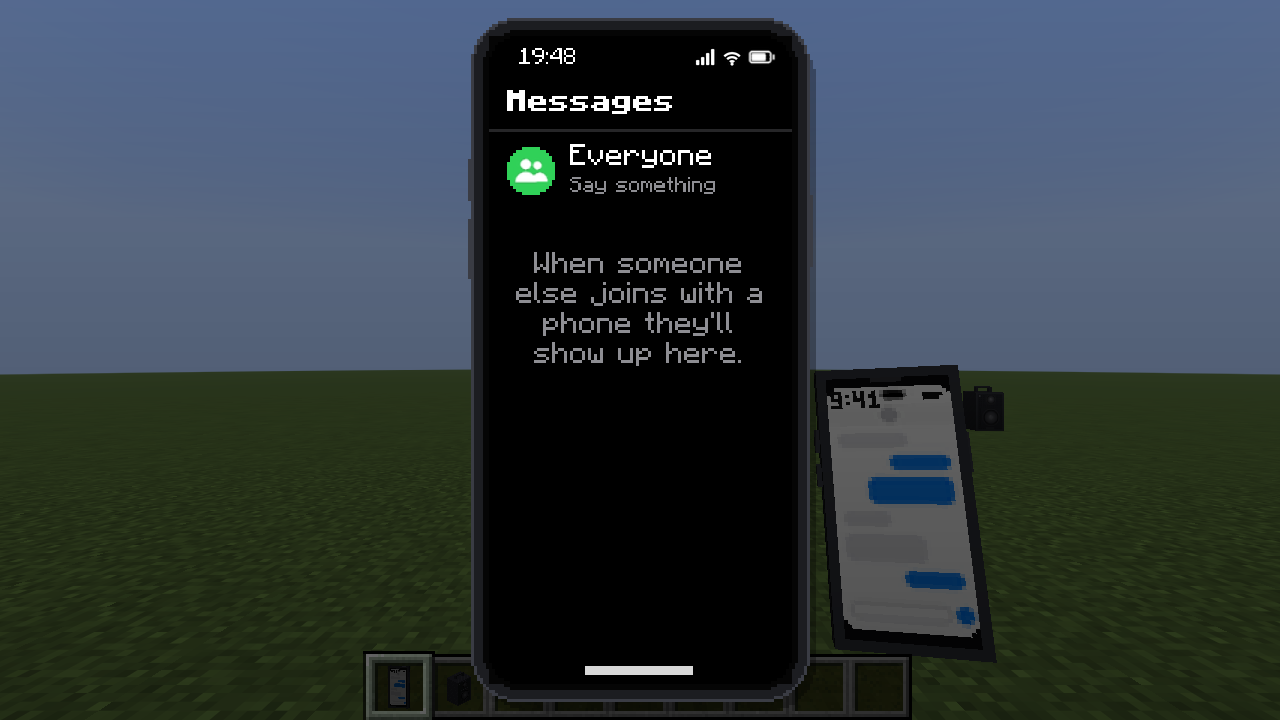 19:48
Messages
Everyone
Say something
When someone
else joins with a
phone they'll
show up here.
9:41